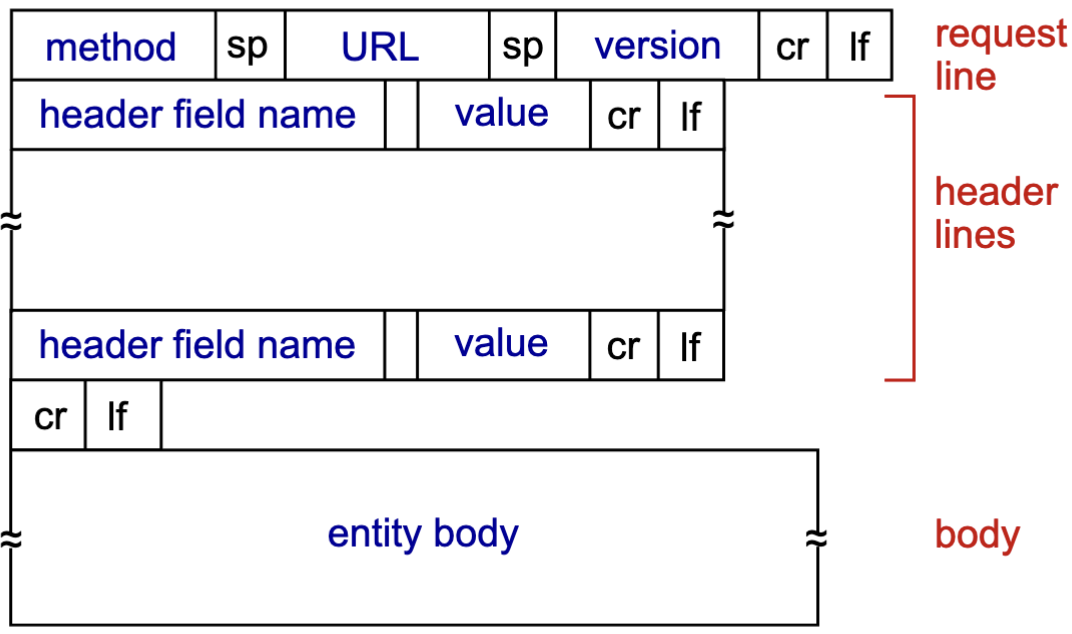 method sp URL sp version cr lf
request
line
header field name value cr lf
header
lines
header field name value cr lf
cr lf
entity body
body